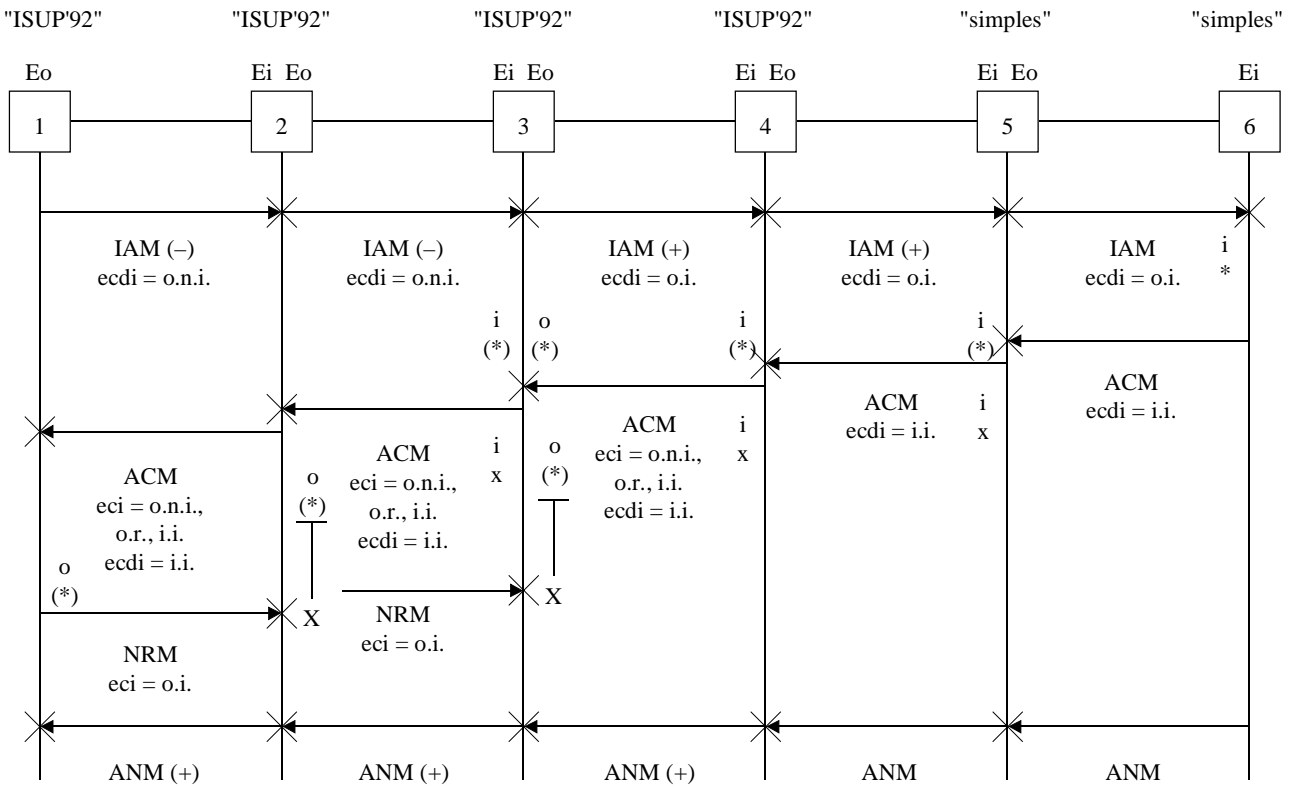 "ISUP'92" "ISUP'92" "ISUP'92" "ISUP'92" "simples" "simples"
Eo Ei Eo Ei Eo Ei Eo Ei Eo Ei
1 2 3 4 5 6
IAM (–) IAM (–) IAM (+) IAM (+) IAM i
ecdi = o.n.i. ecdi = o.n.i. ecdi = o.i. ecdi = o.i. ecdi = o.i. *
i o i i
(*) (*) (*) (*)
ACM
ecdi = i.i.
ACM i
ecdi = i.i. x
ACM i
eci = o.n.i., x
o.r., i.i.
ecdi = i.i.
o
(*)
ACM i
eci = o.n.i., x
o.r., i.i.
ecdi = i.i.
o
(*)
ACM
eci = o.n.i.,
o.r., i.i.
ecdi = i.i.
o
(*)
X X
NRM
eci = o.i.
NRM
eci = o.i.
ANM (+) ANM (+) ANM (+) ANM ANM